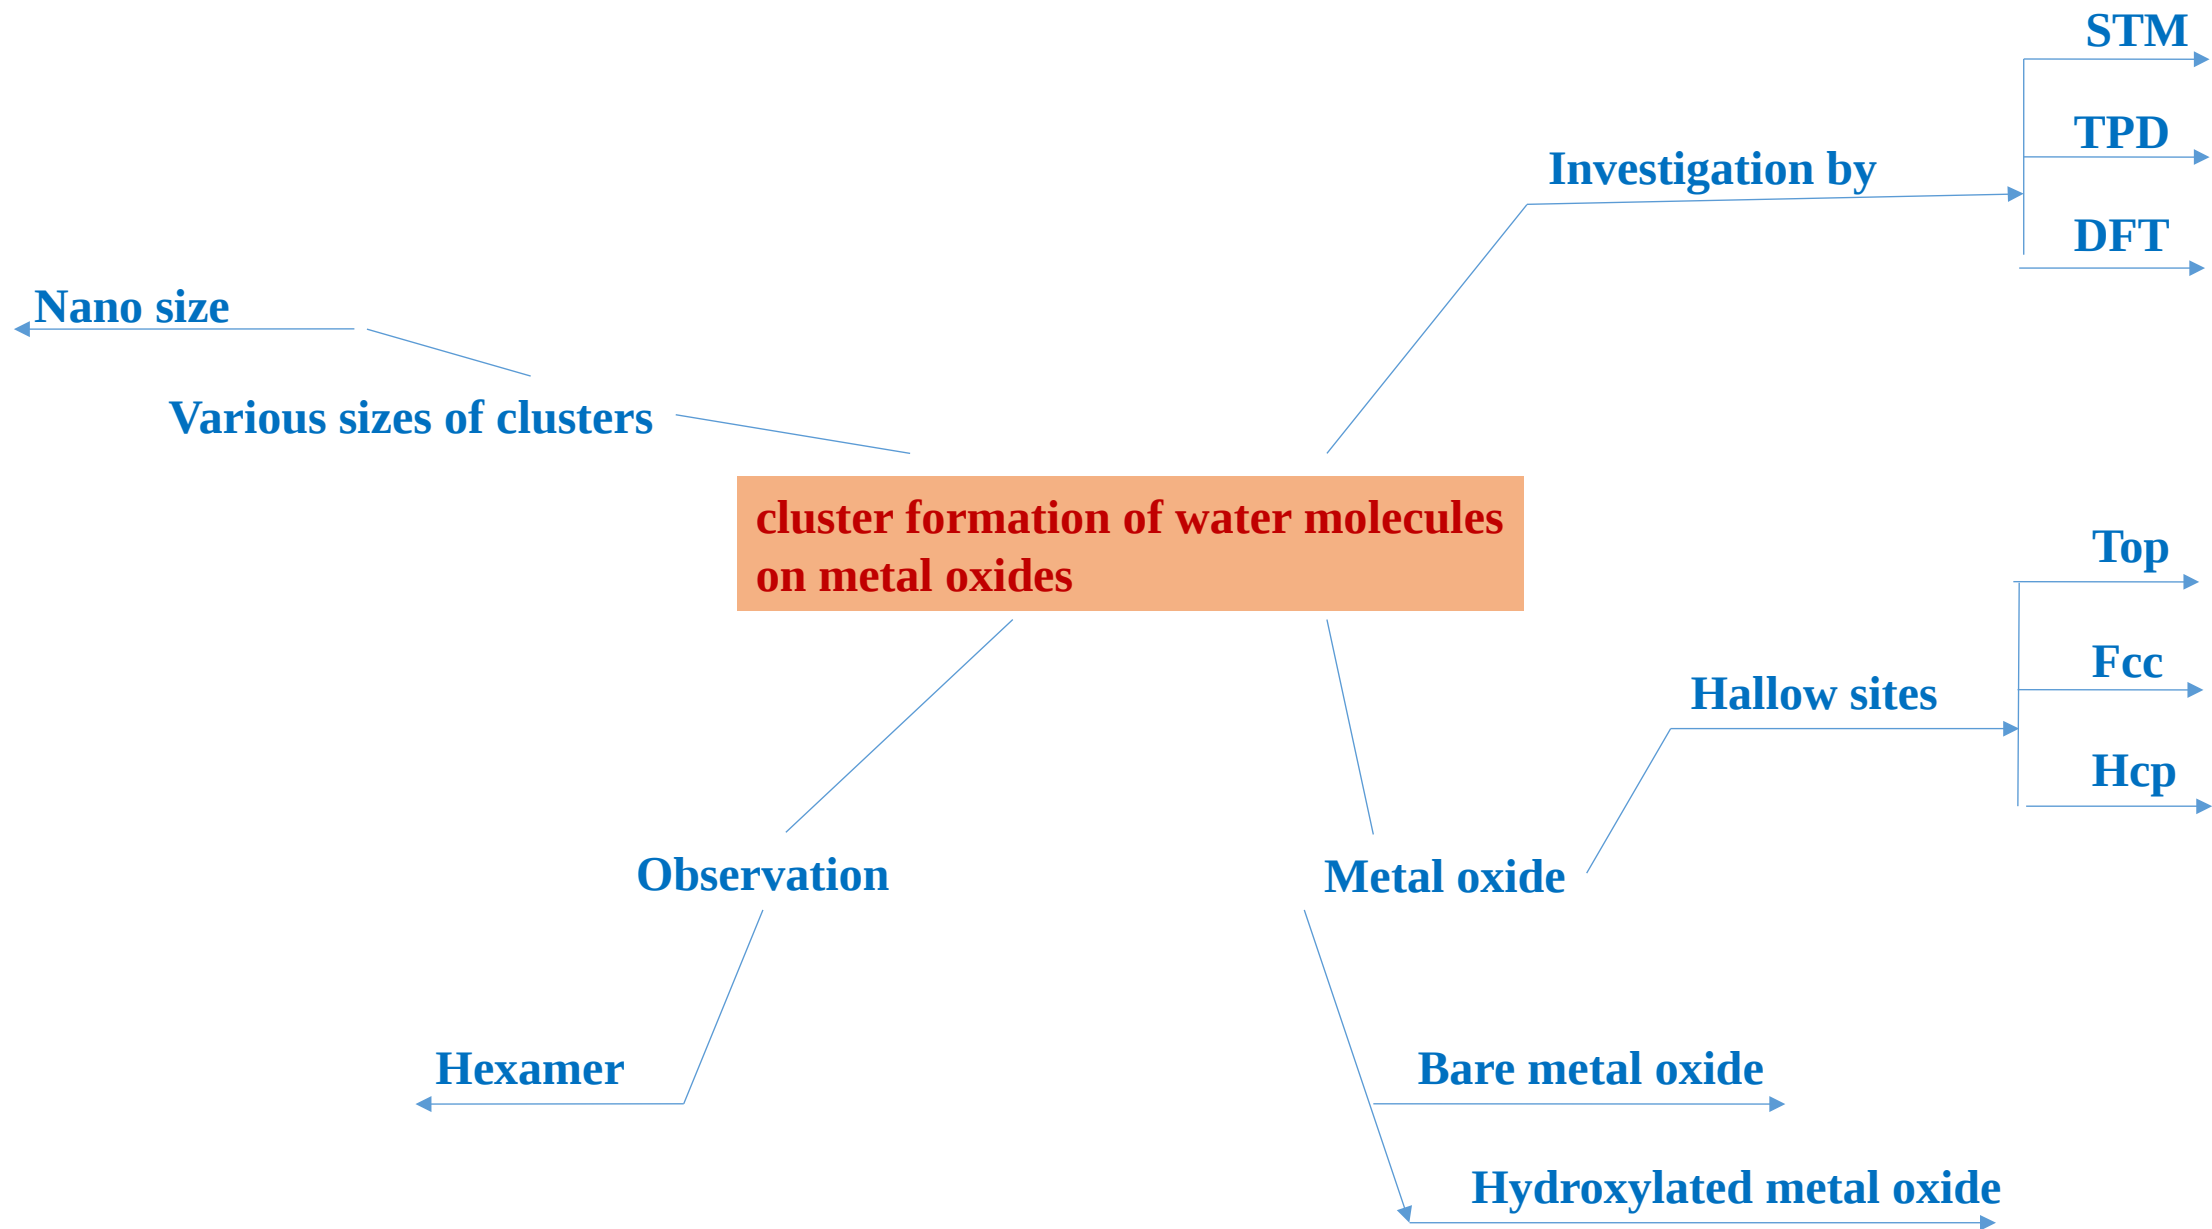 STM
TPD
Investigation by
DFT
Nano size
Various sizes of clusters
cluster formation of water molecules
on metal oxides
Top
Fcc
Hallow sites
Hcp
Observation
Metal oxide
Hexamer
Bare metal oxide
Hydroxylated metal oxide